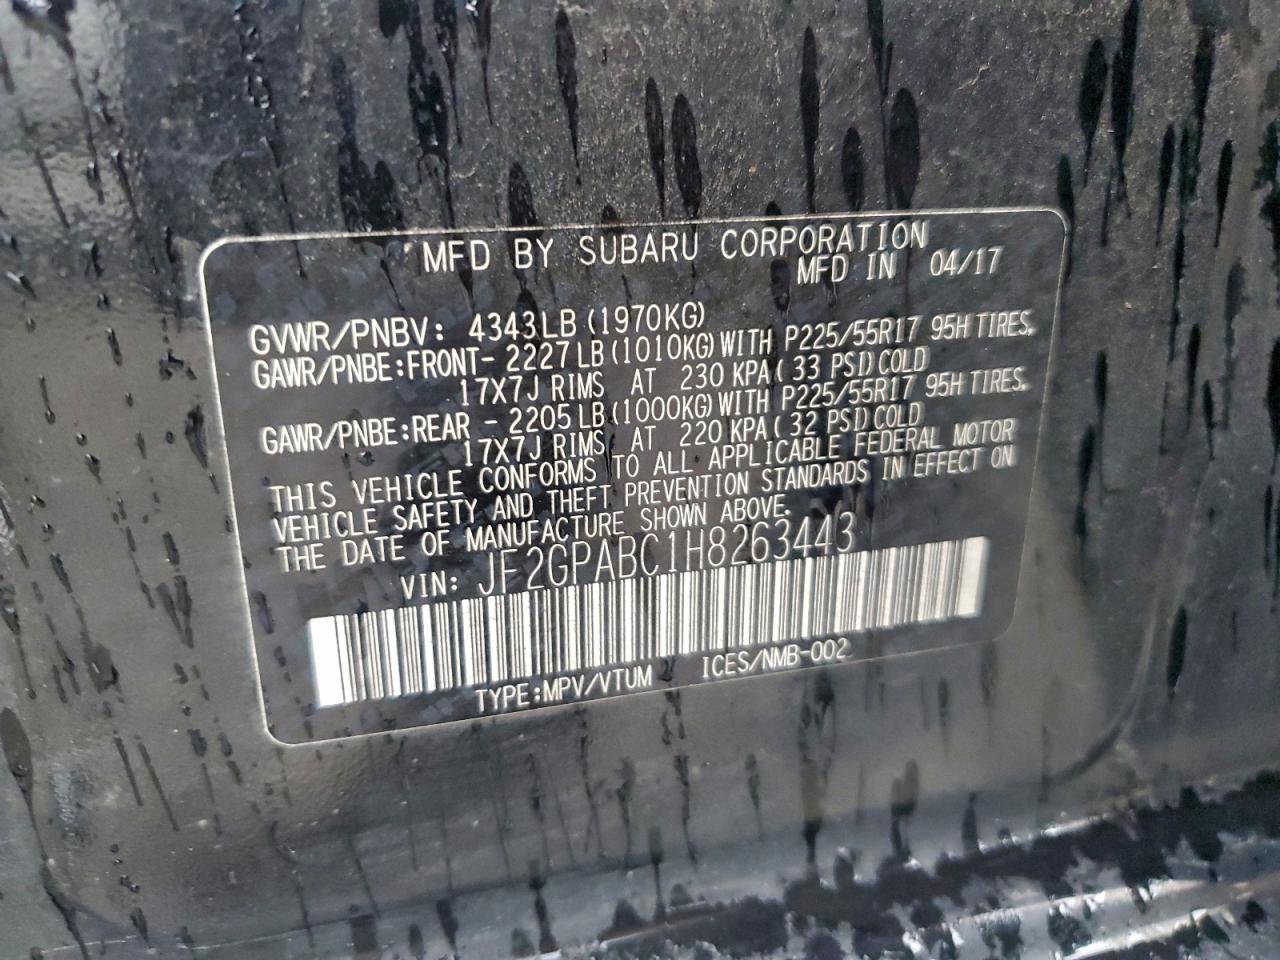 MFD BY SUBARU CORPORATION
MFD IN 04/17
GVWR/PNBV: 4343LB (1970KG)
GAWR/PNBE:FRONT- 2227 LB (1010KG) WITH P225/55R17 95H TIRES,
17X7J RIMS AT 230 KPA( 33 PSI) COLD
GAWR/PNBE:REAR - 2205 LB (1000KG) WITH P225/55R17 95H TIRES,
17X7J RIMS AT 220 KPA( 32 PSI) COLD
THIS VEHICLE CONFORMS TO ALL APPLICABLE FEDERAL MOTOR
VEHICLE SAFETY AND THEFT PREVENTION STANDARDS IN EFFECT ON
THE DATE OF MANUFACTURE SHOWN ABOVE.
VIN: JF2GPABC1H8263443
TYPE:MPV/VTUM ICES/NMB-002